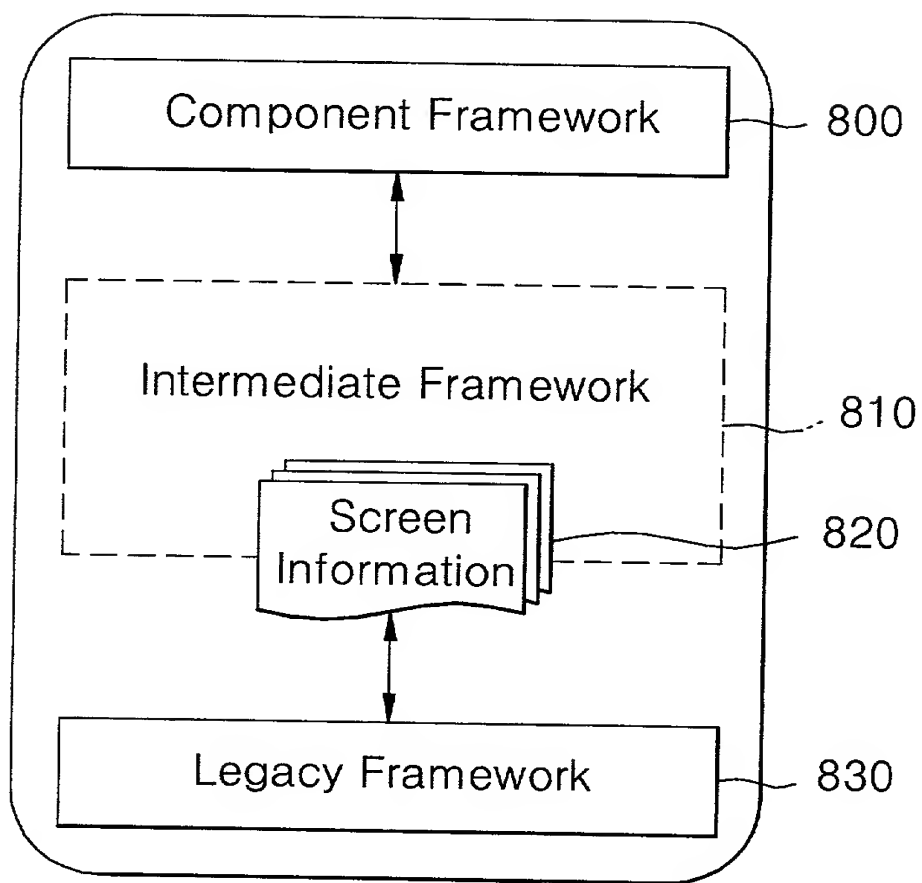 Component Framework
800
Intermediate Framework
810
Screen
Information
820
Legacy Framework
830